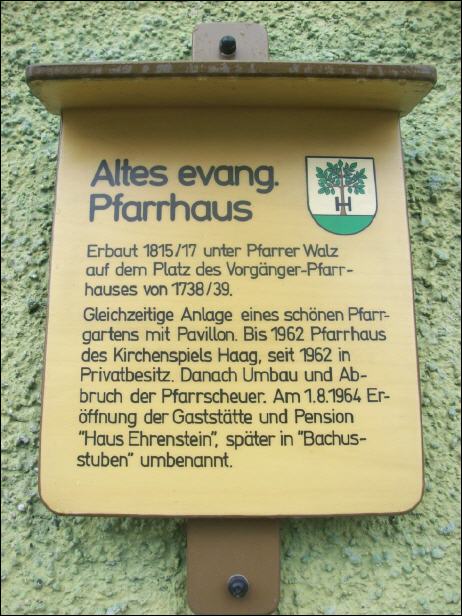 Altes evang.
Pfarrhaus
H
Erbaut 1815/17 unter Pfarrer Walz
auf dem Platz des Vorgänger-Pfarr-
hauses von 1738/39.
Gleichzeitige Anlage eines schönen Pfarr-
gartens mit Pavillon. Bis 1962 Pfarrhaus
des Kirchenspiels Haag, seit 1962 in
Privatbesitz. Danach Umbau und Ab-
bruch der Pfarrscheuer. Am 1.8.1964 Er-
öffnung der Gaststätte und Pension
"Haus Ehrenstein", später in "Bachus-
stuben" umbenannt.